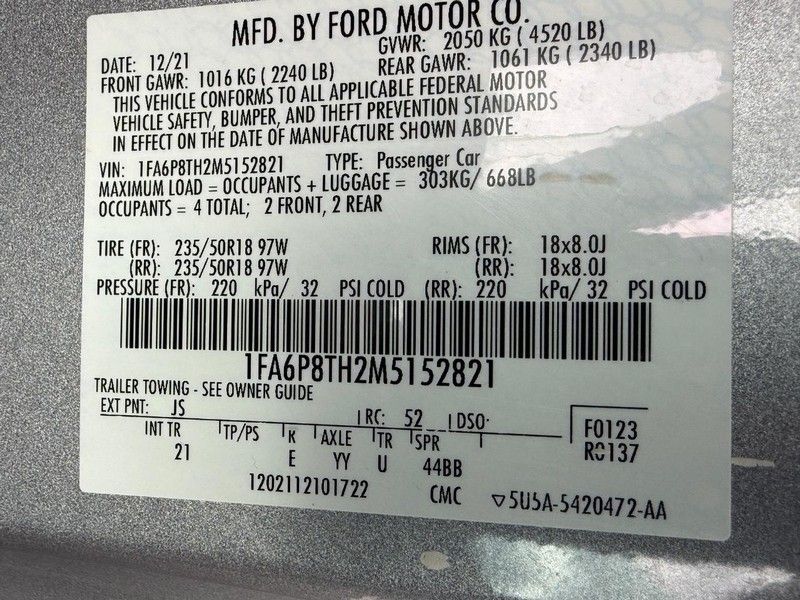 MFD. BY FORD MOTOR CO.
DATE: 12/21 GVWR: 2050 KG ( 4520 LB)
FRONT GAWR: 1016 KG ( 2240 LB) REAR GAWR: 1061 KG ( 2340 LB)
THIS VEHICLE CONFORMS TO ALL APPLICABLE FEDERAL MOTOR
VEHICLE SAFETY, BUMPER, AND THEFT PREVENTION STANDARDS
IN EFFECT ON THE DATE OF MANUFACTURE SHOWN ABOVE.
VIN: 1FA6P8TH2M5152821 TYPE: Passenger Car
MAXIMUM LOAD = OCCUPANTS + LUGGAGE = 303KG/ 668LB
OCCUPANTS = 4 TOTAL; 2 FRONT, 2 REAR
TIRE (FR): 235/50R18 97W RIMS (FR): 18x8.0J
(RR): 235/50R18 97W (RR): 18x8.0J
PRESSURE (FR): 220 kPa/ 32 PSI COLD (RR): 220 kPa/ 32 PSI COLD
1FA6P8TH2M5152821
TRAILER TOWING - SEE OWNER GUIDE
EXT PNT: JS RC: 52 DSO: F0123
INT TR TP/PS K AXLE TR SPR R0137
21 E YY U 44BB
1202112101722 CMC ▽5U5A-5420472-AA